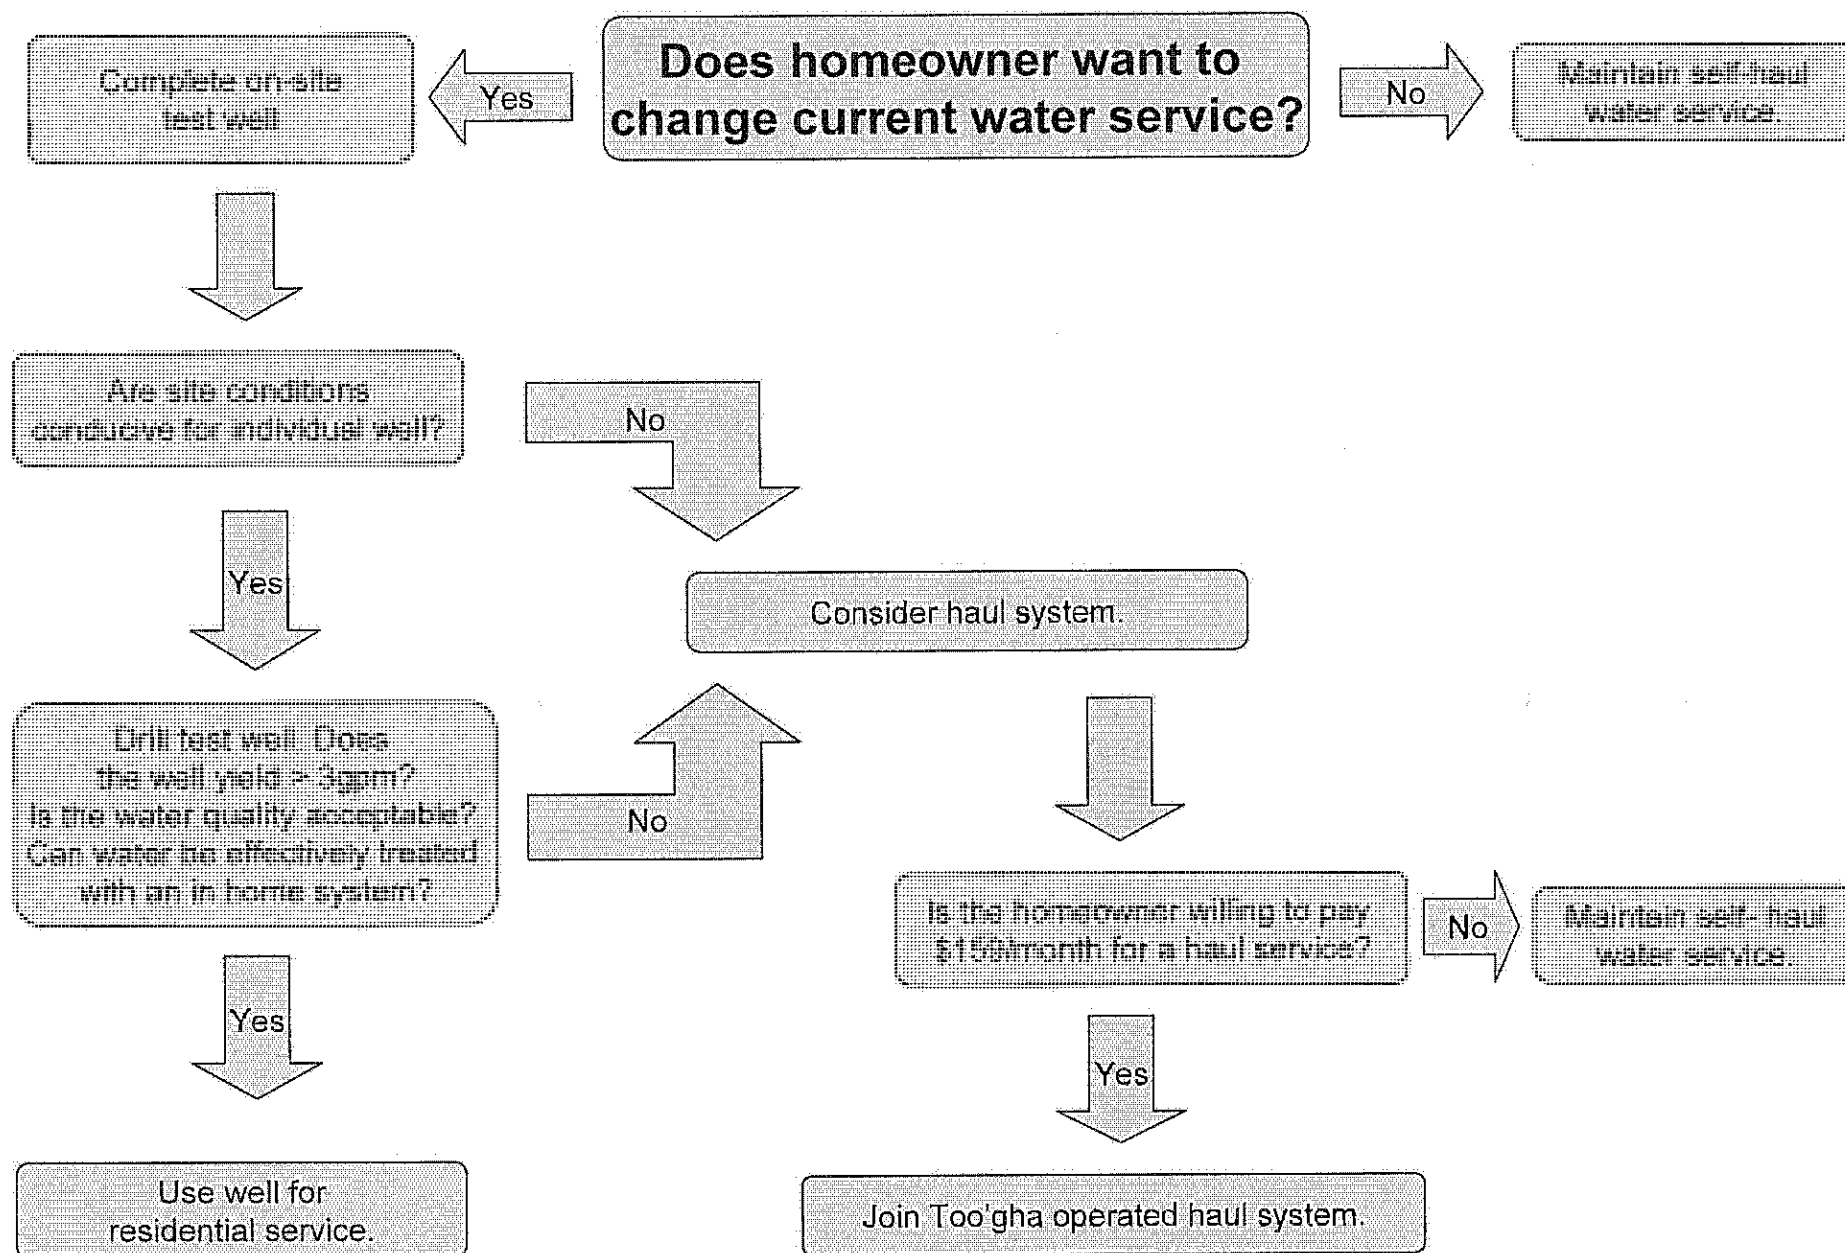 Does homeowner want to
change current water service?
Yes
No
Complete on-site
test well
Maintain self-haul
water service.
Are site conditions
conducive for individual well?
No
Yes
Consider haul system.
Drill test well. Does
the well yield > 3gpm?
Is the water quality acceptable?
Can water be effectively treated
with an in home system?
No
Is the homeowner willing to pay
$159/month for a haul service?
No
Maintain self- haul
water service.
Yes
Yes
Use well for
residential service.
Join Too'gha operated haul system.